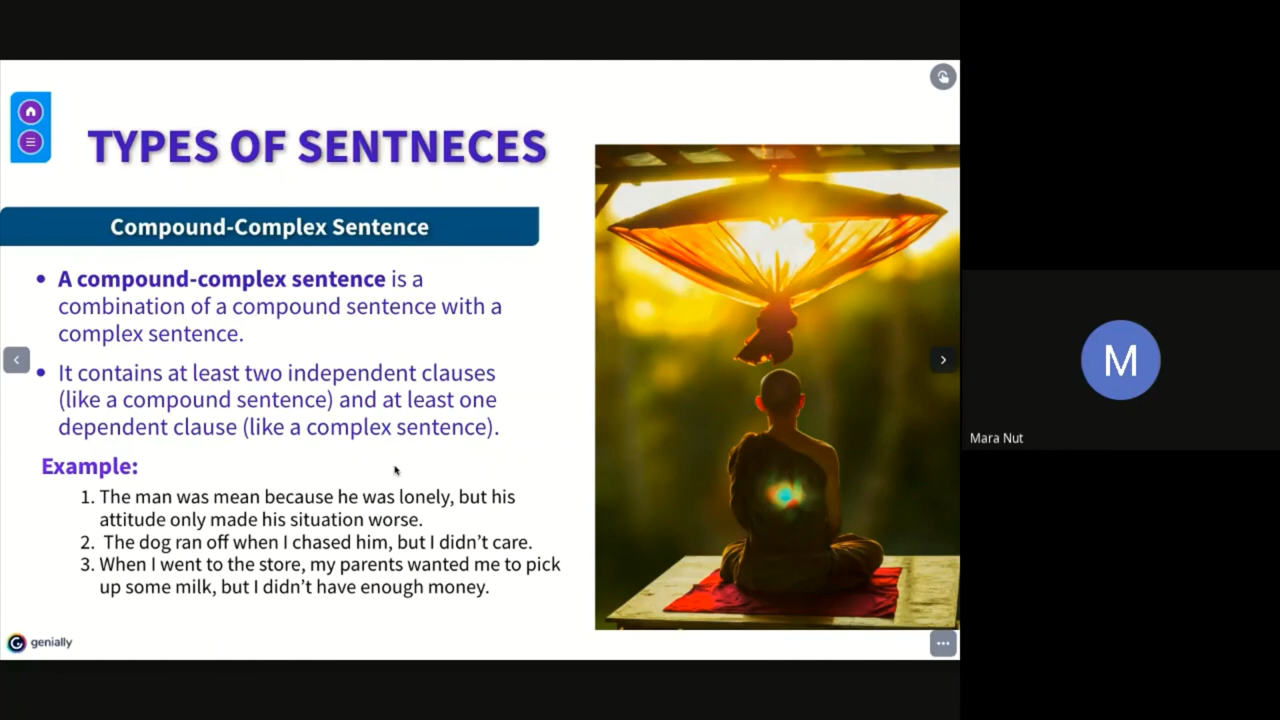 TYPES OF SENTNECES
Compound-Complex Sentence
• A compound-complex sentence is a
combination of a compound sentence with a
complex sentence.
• It contains at least two independent clauses
(like a compound sentence) and at least one
dependent clause (like a complex sentence).
Example:
1. The man was mean because he was lonely, but his
attitude only made his situation worse.
2. The dog ran off when I chased him, but I didn’t care.
3. When I went to the store, my parents wanted me to pick
up some milk, but I didn’t have enough money.
genially
M
Mara Nut